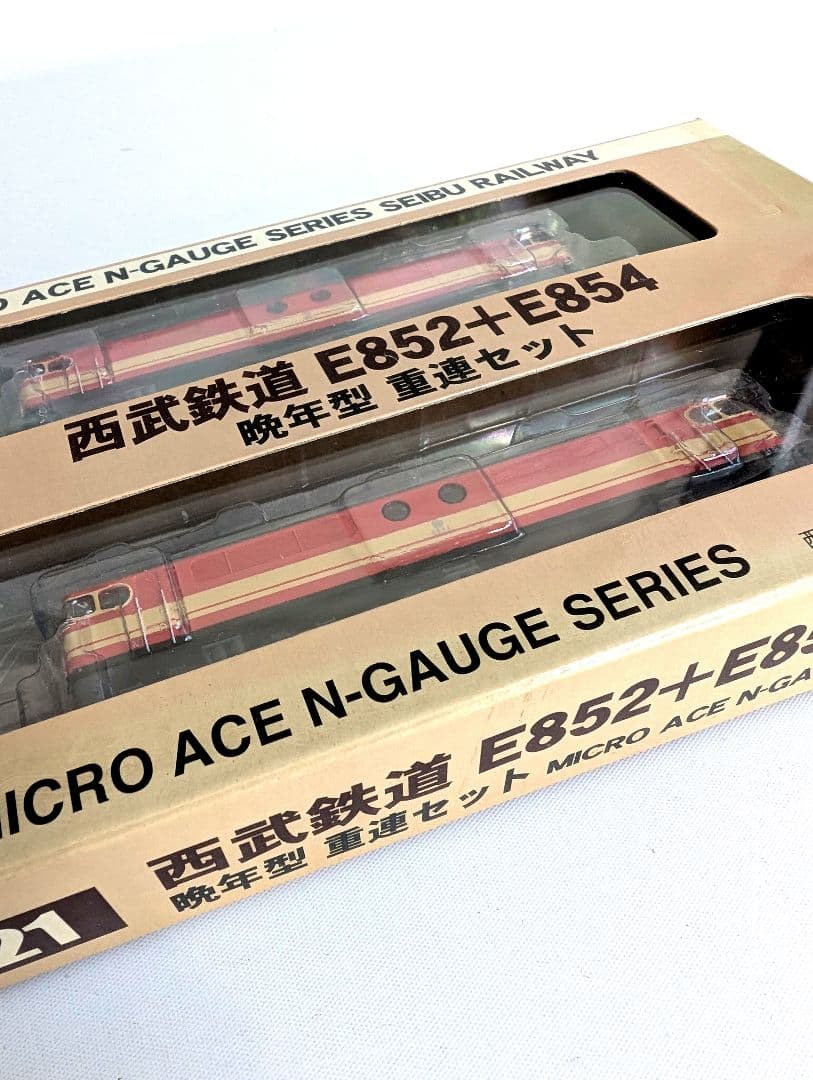 ACE N-GAUGE SERIES SEIBU RAILWAY
西武鉄道 E852+E854
晩年型 重連セット
MICRO ACE N-GAUGE SERIES
西武鉄道 E852+E85
晩年型 重連セット MICRO ACE N-GA
21